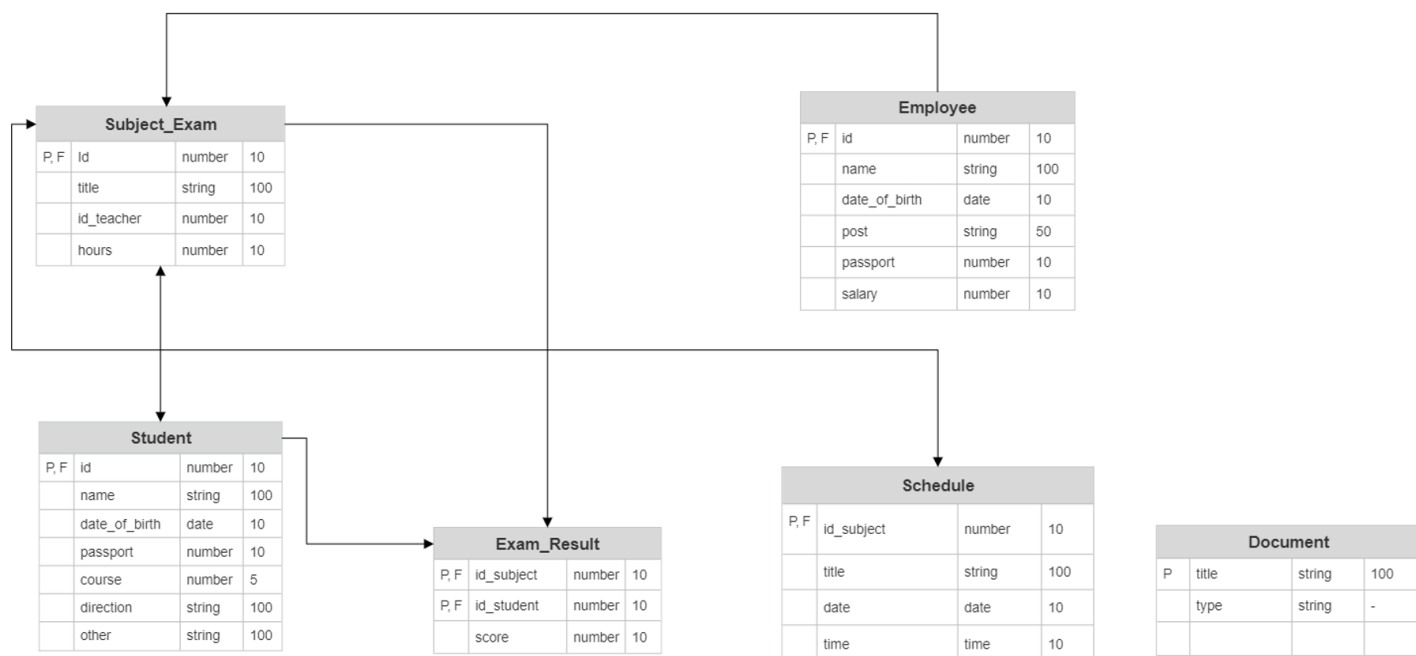 Subject_Exam
P, F Id number 10
title string 100
id_teacher number 10
hours number 10
Employee
P, F id number 10
name string 100
date_of_birth date 10
post string 50
passport number 10
salary number 10
Student
P, F id number 10
name string 100
date_of_birth date 10
passport number 10
course number 5
direction string 100
other string 100
Exam_Result
P, F id_subject number 10
P, F id_student number 10
score number 10
Schedule
P, F id_subject number 10
title string 100
date date 10
time time 10
Document
P title string 100
type string -